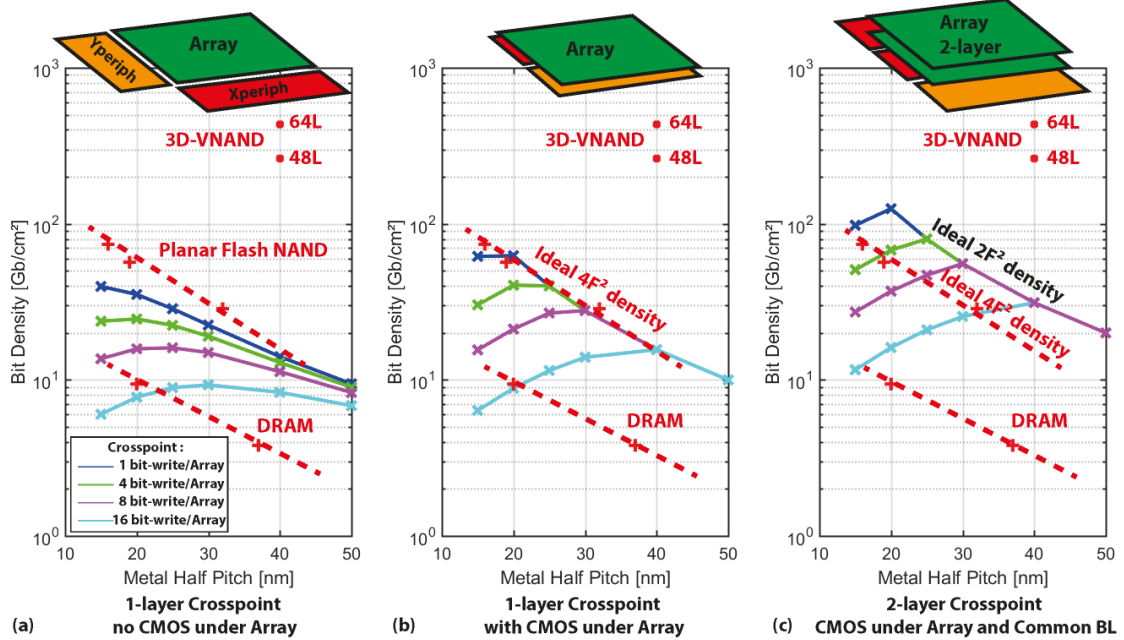 Yperiph
Array
Xperiph
10³
10²
10¹
10⁰
Bit Density [Gb/cm²]
3D-VNAND
64L
48L
Planar Flash NAND
DRAM
Crosspoint :
1 bit-write/Array
4 bit-write/Array
8 bit-write/Array
16 bit-write/Array
10 20 30 40 50
Metal Half Pitch [nm]
(a) 1-layer Crosspoint
no CMOS under Array
Array
10³
10²
10¹
10⁰
Bit Density [Gb/cm²]
3D-VNAND
64L
48L
Ideal 4F² density
DRAM
10 20 30 40 50
Metal Half Pitch [nm]
(b) 1-layer Crosspoint
with CMOS under Array
Array
2-layer
10³
10²
10¹
10⁰
Bit Density [Gb/cm²]
3D-VNAND
64L
48L
Ideal 2F² density
Ideal 4F² density
DRAM
10 20 30 40 50
Metal Half Pitch [nm]
(c) 2-layer Crosspoint
CMOS under Array and Common BL